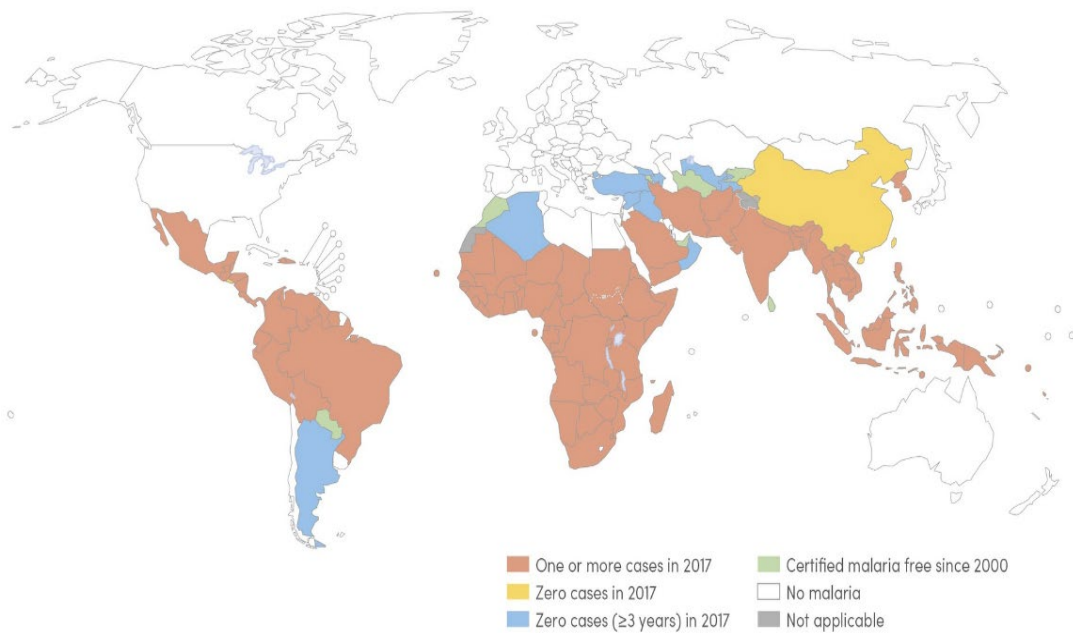 One or more cases in 2017
Zero cases in 2017
Zero cases (≥3 years) in 2017
Certified malaria free since 2000
No malaria
Not applicable